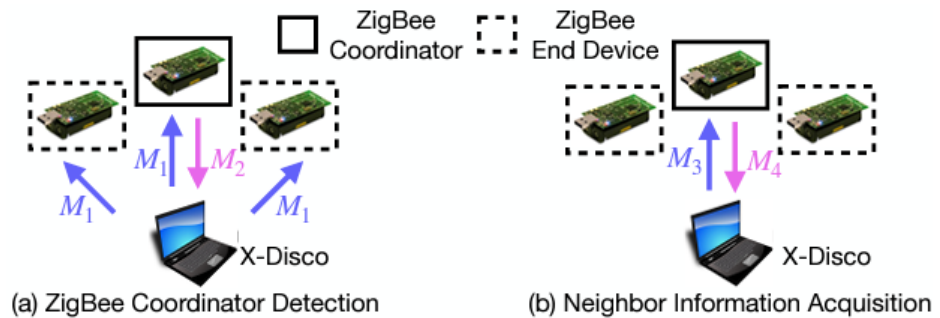 ZigBee
Coordinator
ZigBee
End Device
M1
M1
M2
M1
X-Disco
(a) ZigBee Coordinator Detection
M3
M4
X-Disco
(b) Neighbor Information Acquisition